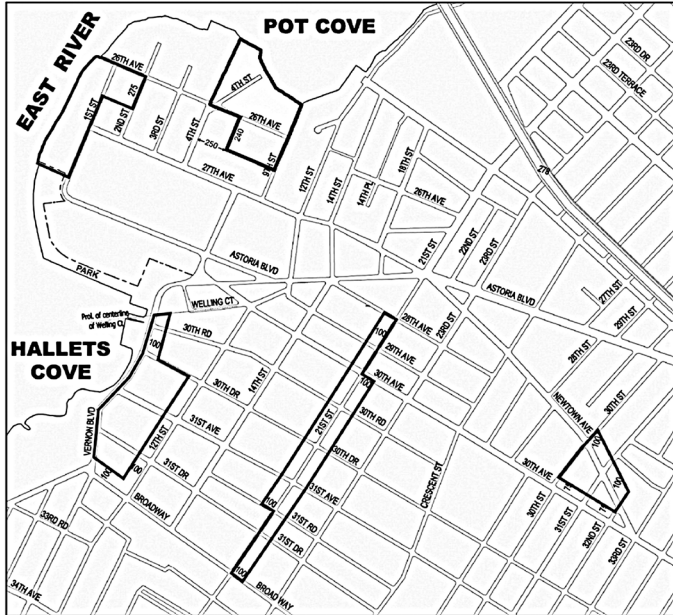 POT COVE
EAST RIVER
26TH AVE
4TH ST
275
1ST ST
2ND ST
3RD ST
4TH ST
250
240
26TH AVE
9TH ST
27TH AVE
12TH ST
14TH ST
14TH PL
18TH ST
26TH AVE
21ST ST
22ND ST
23RD ST
23RD DR
23RD TERRACE
278
PARK
ASTORIA BLVD
WELLING CT
ASTORIA BLVD
27TH ST
29TH ST
28TH ST
30TH ST
Prol. of centerline
of Welling Ct.
HALLETS
COVE
30TH RD
100
28TH AVE
23RD ST
100
29TH AVE
30TH AVE
100
14TH ST
30TH DR
31ST AVE
12TH ST
VERNON BLVD
100
100
31ST DR
BROADWAY
33RD RD
34TH AVE
21ST ST
30TH RD
30TH DR
31ST AVE
31ST RD
31ST DR
100
100
BROADWAY
CRESCENT ST
NEWTOWN AVE
100
30TH AVE
100
30TH ST
31ST ST
32ND ST
33RD ST